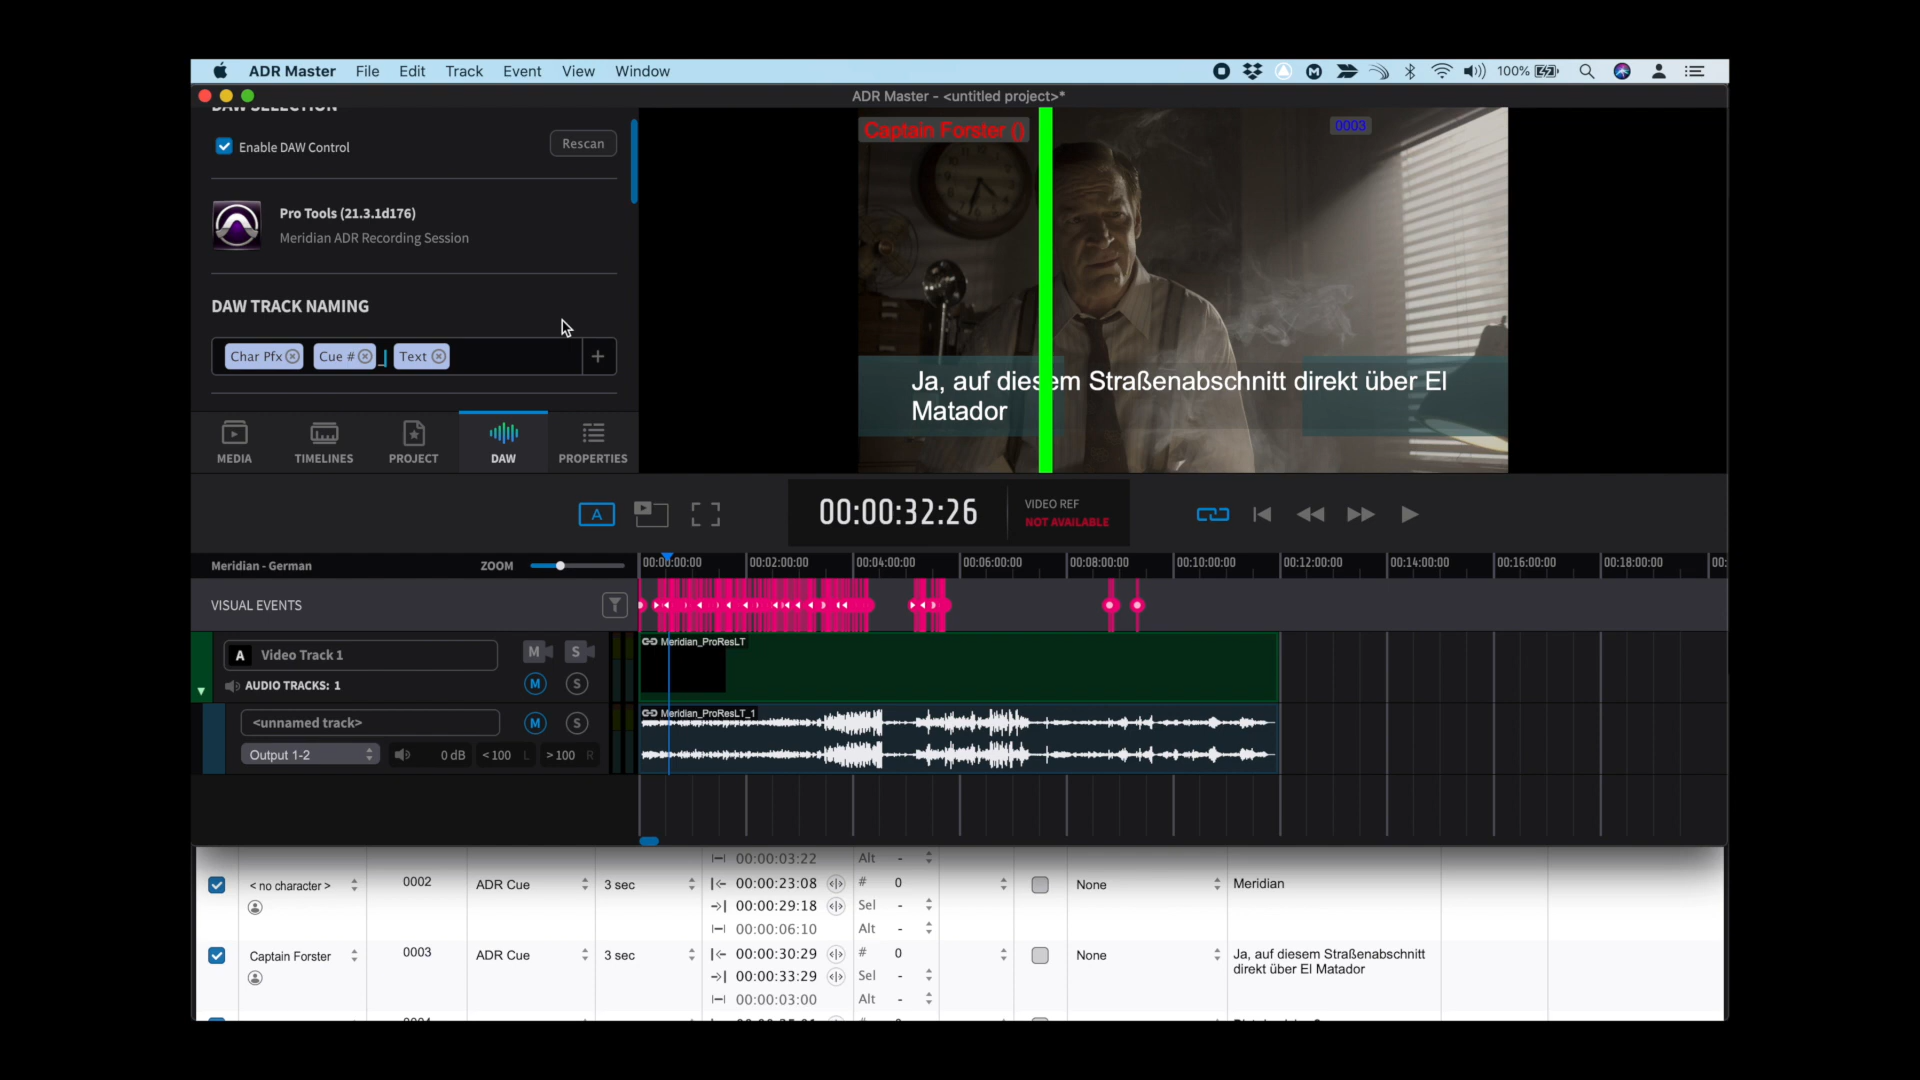 ADR Master File Edit Track Event View Window 100%
ADR Master - <untitled project>*
DAW SELECTION
Enable DAW Control Rescan
Pro Tools (21.3.1d176)
Meridian ADR Recording Session
DAW TRACK NAMING
Char Pfx Cue # _ Text +
MEDIA TIMELINES PROJECT DAW PROPERTIES
Captain Forster () 0003
Ja, auf diesem Straßenabschnitt direkt über El
Matador
A 00:00:32:26 VIDEO REF
NOT AVAILABLE
Meridian - German ZOOM 00:00:00:00 00:02:00:00 00:04:00:00 00:06:00:00 00:08:00:00 00:10:00:00 00:12:00:00 00:14:00:00 00:16:00:00 00:18:00:00 00:
VISUAL EVENTS
A Video Track 1 M S Meridian_ProResLT
AUDIO TRACKS: 1 M S
<unnamed track> M S Meridian_ProResLT_1
Output 1-2 0 dB <100 L >100 R
00:00:03:22 Alt -
< no character > 0002 ADR Cue 3 sec 00:00:23:08 # 0 None Meridian
00:00:29:18 Sel -
00:00:06:10 Alt -
Captain Forster 0003 ADR Cue 3 sec 00:00:30:29 # 0 None Ja, auf diesem Straßenabschnitt
direkt über El Matador
00:00:33:29 Sel -
00:00:03:00 Alt -